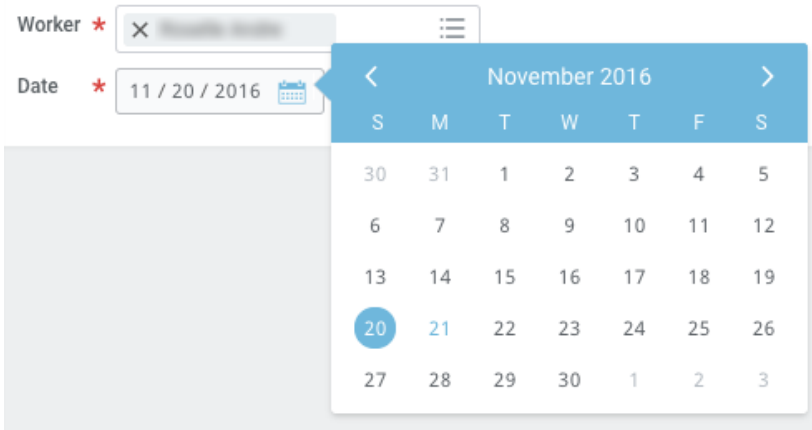 Worker *
Date * 11 / 20 / 2016
November 2016
S M T W T F S
30 31 1 2 3 4 5
6 7 8 9 10 11 12
13 14 15 16 17 18 19
20 21 22 23 24 25 26
27 28 29 30 1 2 3